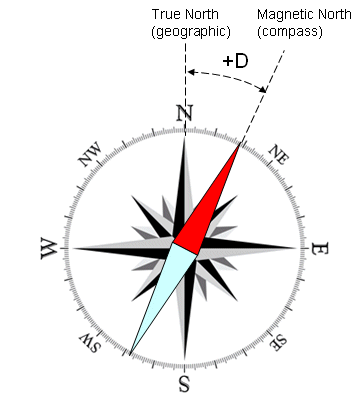 True North
(geographic)
Magnetic North
(compass)
+D
N
NW
NE
W
E
SW
SE
S